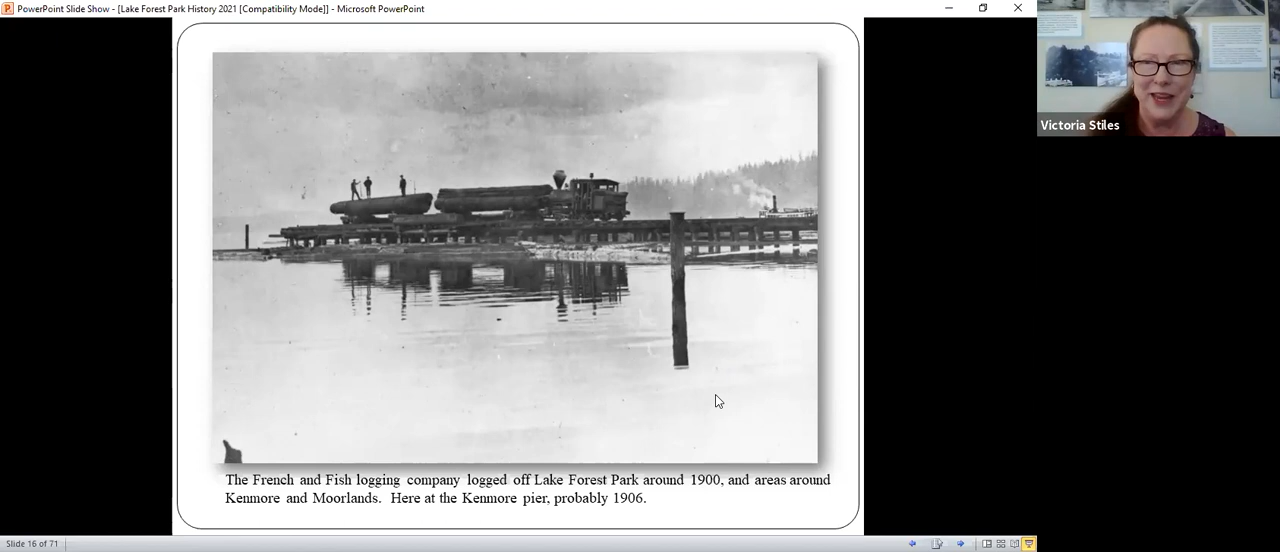 PowerPoint Slide Show - [Lake Forest Park History 2021 [Compatibility Mode]] - Microsoft PowerPoint
Victoria Stiles
The French and Fish logging company logged off Lake Forest Park around 1900, and areas around
Kenmore and Moorlands. Here at the Kenmore pier, probably 1906.
Slide 16 of 71